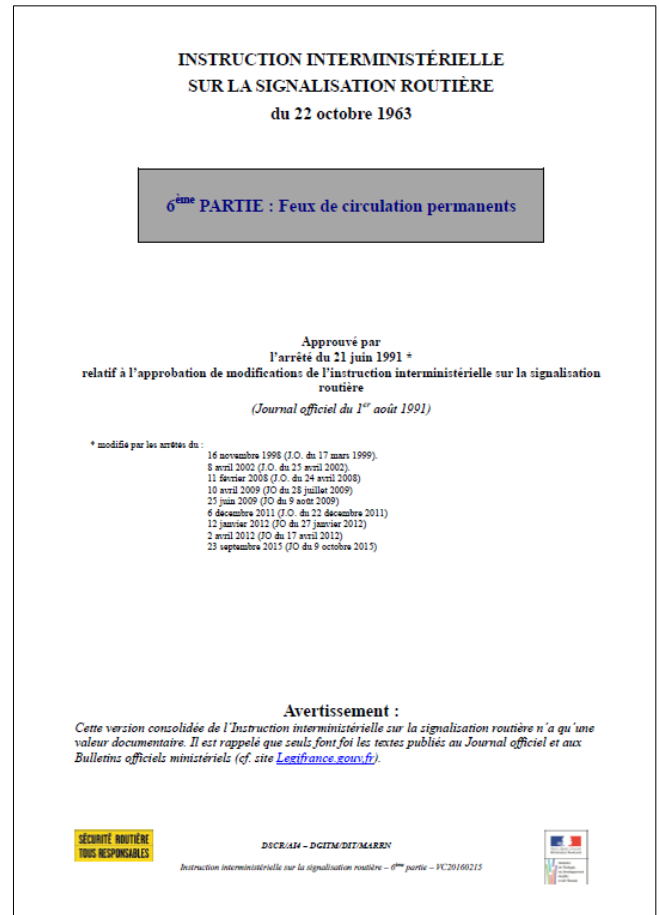 INSTRUCTION INTERMINISTÉRIELLE
SUR LA SIGNALISATION ROUTIÈRE
du 22 octobre 1963
6ème PARTIE : Feux de circulation permanents
Approuvé par
l'arrêté du 21 juin 1991 *
relatif à l'approbation de modifications de l'instruction interministérielle sur la signalisation
routière
(Journal officiel du 1er août 1991)
* modifié par les arrêtés du :
16 novembre 1998 (J.O. du 17 mars 1999).
8 avril 2002 (J.O. du 25 avril 2002).
11 février 2008 (J.O. du 24 avril 2008)
10 avril 2009 (JO du 28 juillet 2009)
25 juin 2009 (JO du 9 août 2009)
6 décembre 2011 (J.O. du 22 décembre 2011)
12 janvier 2012 (JO du 27 janvier 2012)
2 avril 2012 (JO du 17 avril 2012)
23 septembre 2015 (JO du 9 octobre 2015)
Avertissement :
Cette version consolidée de l'Instruction interministérielle sur la signalisation routière n'a qu'une
valeur documentaire. Il est rappelé que seuls font foi les textes publiés au Journal officiel et aux
Bulletins officiels ministériels (cf. site Legifrance.gouv.fr).
SÉCURITÉ ROUTIÈRE
TOUS RESPONSABLES
DSCR/AI4 – DGITM/DIT/MARRN
Instruction interministérielle sur la signalisation routière – 6ème partie – VC20160215